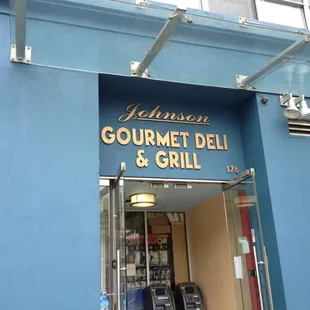 Johnson
GOURMET DELI
& GRILL
176